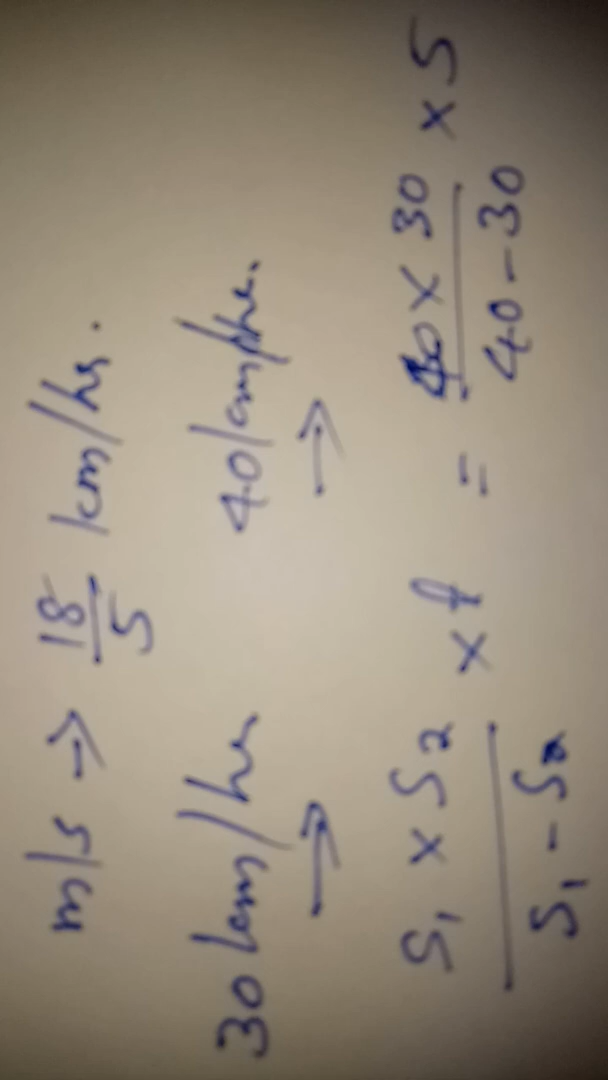 m/s → 18/5 km/hr.
30 km/hr 40 km/hr.
→ →
S₁ × S₂ / S₁ - S₂ × t = 40 × 30 / 40 - 30 × 5